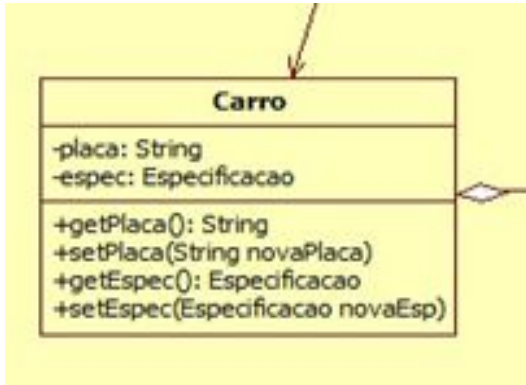 Carro
-placa: String
-espec: Especificacao
+getPlaca(): String
+setPlaca(String novaPlaca)
+getEspec(): Especificacao
+setEspec(Especificacao novaEsp)